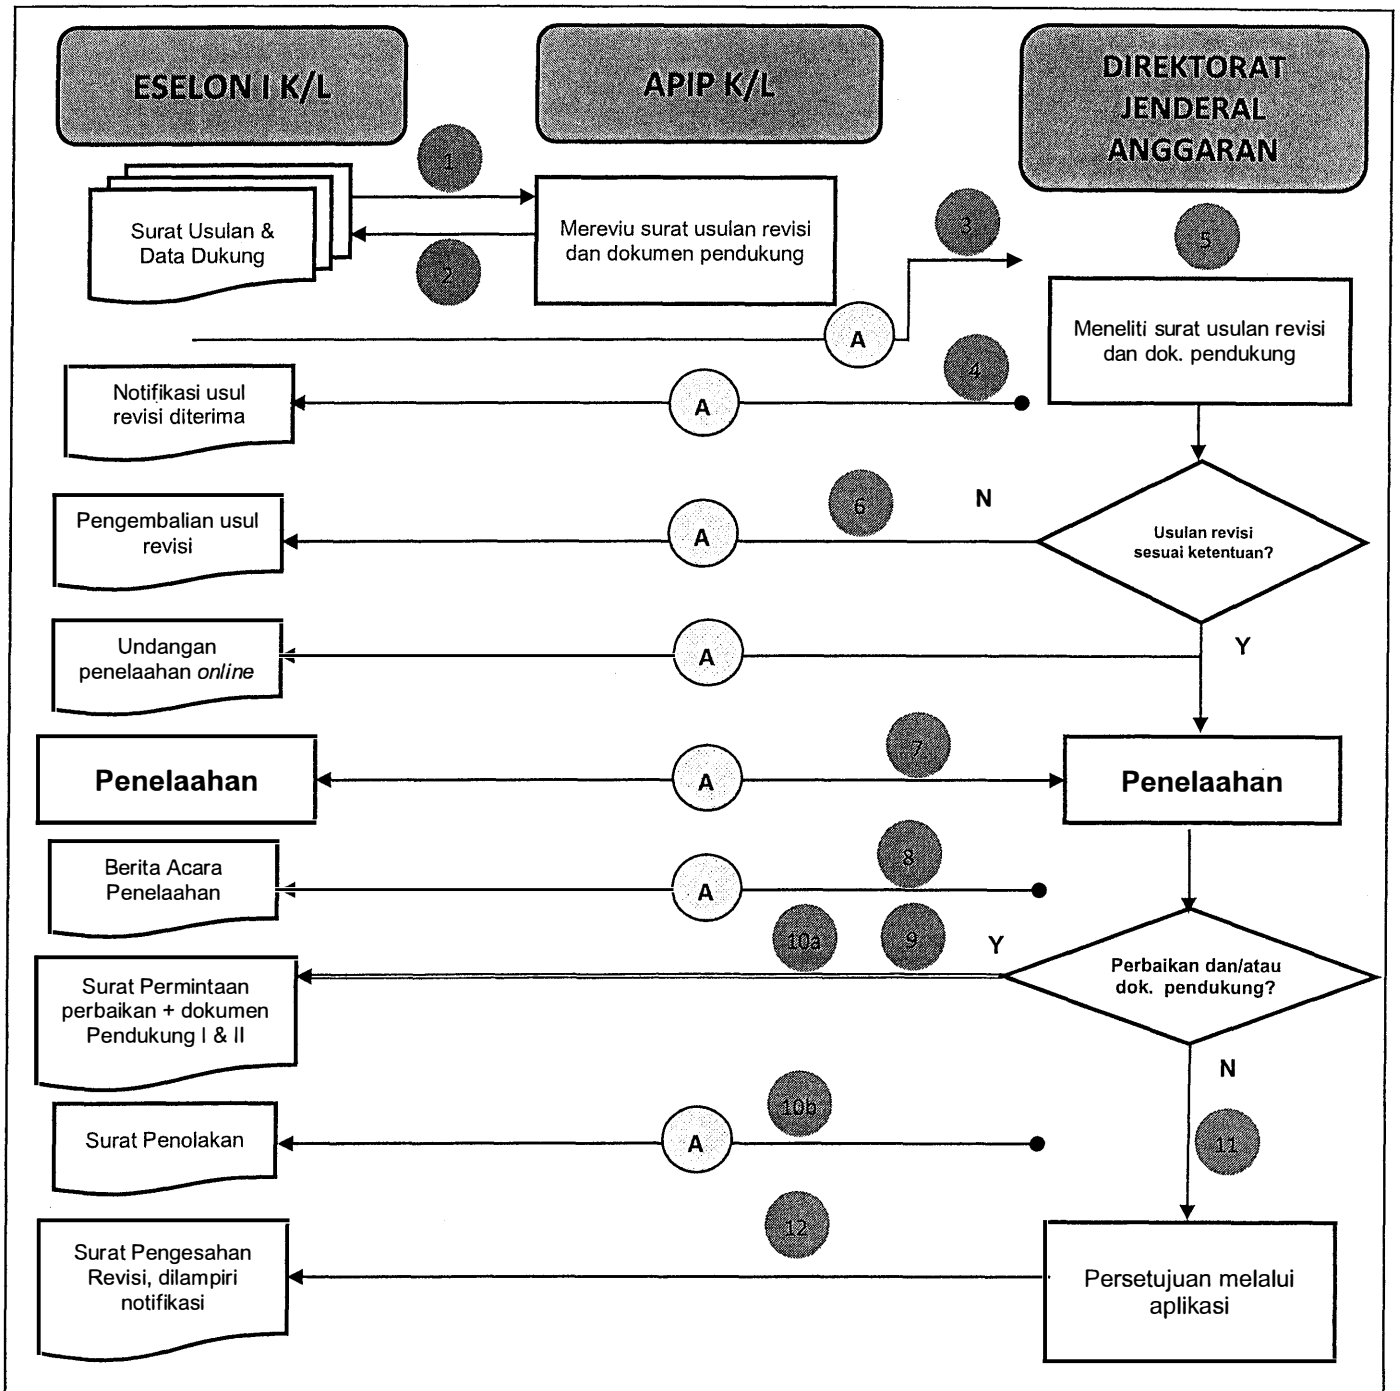 ESELON I K/L
APIP K/L
DIREKTORAT
JENDERAL
ANGGARAN
1
Surat Usulan &
Data Dukung
2
Mereviu surat usulan revisi
dan dokumen pendukung
3
5
A
Meneliti surat usulan revisi
dan dok. pendukung
4
Notifikasi usul
revisi diterima
A
6
N
Pengembalian usul
revisi
A
Usulan revisi
sesuai ketentuan?
Y
Undangan
penelaahan online
A
7
Penelaahan
A
Penelaahan
8
Berita Acara
Penelaahan
A
10a
9
Y
Surat Permintaan
perbaikan + dokumen
Pendukung I & II
Perbaikan dan/atau
dok. pendukung?
N
10b
Surat Penolakan
A
11
12
Surat Pengesahan
Revisi, dilampiri
notifikasi
Persetujuan melalui
aplikasi